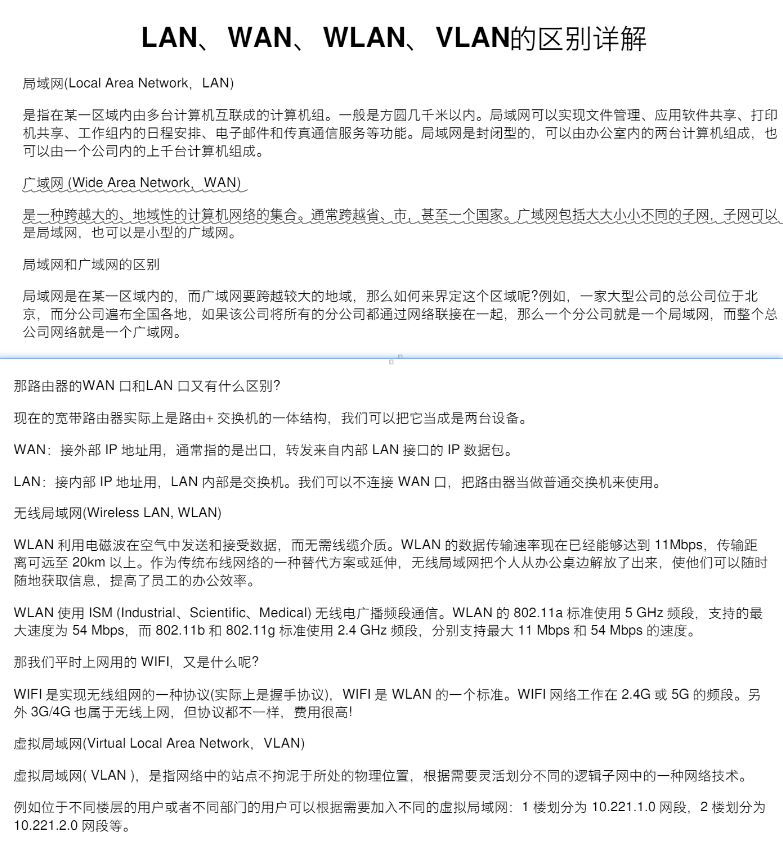 LAN、WAN、WLAN、VLAN的区别详解
局域网(Local Area Network，LAN)
是指在某一区域内由多台计算机互联成的计算机组。一般是方圆几千米以内。局域网可以实现文件管理、应用软件共享、打印
机共享、工作组内的日程安排、电子邮件和传真通信服务等功能。局域网是封闭型的，可以由办公室内的两台计算机组成，也
可以由一个公司内的上千台计算机组成。
广域网 (Wide Area Network，WAN)
是一种跨越大的、地域性的计算机网络的集合。通常跨越省、市，甚至一个国家。广域网包括大大小小不同的子网，子网可以
是局域网，也可以是小型的广域网。
局域网和广域网的区别
局域网是在某一区域内的，而广域网要跨越较大的地域，那么如何来界定这个区域呢?例如，一家大型公司的总公司位于北
京，而分公司遍布全国各地，如果该公司将所有的分公司都通过网络联接在一起，那么一个分公司就是一个局域网，而整个总
公司网络就是一个广域网。
那路由器的WAN 口和LAN 口又有什么区别?
现在的宽带路由器实际上是路由+ 交换机的一体结构，我们可以把它当成是两台设备。
WAN：接外部 IP 地址用，通常指的是出口，转发来自内部 LAN 接口的 IP 数据包。
LAN：接内部 IP 地址用，LAN 内部是交换机。我们可以不连接 WAN 口，把路由器当做普通交换机来使用。
无线局域网(Wireless LAN, WLAN)
WLAN 利用电磁波在空气中发送和接受数据，而无需线缆介质。WLAN 的数据传输速率现在已经能够达到 11Mbps，传输距
离可远至 20km 以上。作为传统布线网络的一种替代方案或延伸，无线局域网把个人从办公桌边解放了出来，使他们可以随时
随地获取信息，提高了员工的办公效率。
WLAN 使用 ISM (Industrial、Scientific、Medical) 无线电广播频段通信。WLAN 的 802.11a 标准使用 5 GHz 频段，支持的最
大速度为 54 Mbps，而 802.11b 和 802.11g 标准使用 2.4 GHz 频段，分别支持最大 11 Mbps 和 54 Mbps 的速度。
那我们平时上网用的 WIFI，又是什么呢?
WIFI 是实现无线组网的一种协议(实际上是握手协议)，WIFI 是 WLAN 的一个标准。WIFI 网络工作在 2.4G 或 5G 的频段。另
外 3G/4G 也属于无线上网，但协议都不一样，费用很高!
虚拟局域网(Virtual Local Area Network，VLAN)
虚拟局域网( VLAN )，是指网络中的站点不拘泥于所处的物理位置，根据需要灵活划分不同的逻辑子网中的一种网络技术。
例如位于不同楼层的用户或者不同部门的用户可以根据需要加入不同的虚拟局域网：1 楼划分为 10.221.1.0 网段，2 楼划分为
10.221.2.0 网段等。